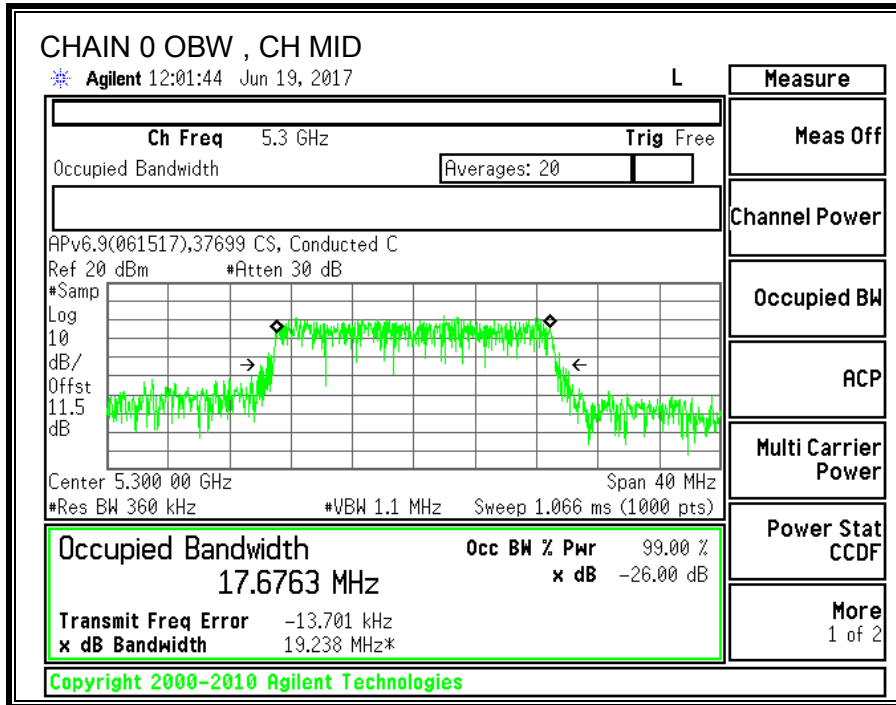 CHAIN 0 OBW , CH MID
Agilent 12:01:44 Jun 19, 2017 L
Measure
Ch Freq 5.3 GHz Trig Free
Meas Off
Occupied Bandwidth Averages: 20
Channel Power
APv6.9(061517),37699 CS, Conducted C
Ref 20 dBm #Atten 30 dB
#Samp
Log
10
dB/
Offst
11.5
dB
Occupied BW
ACP
Center 5.300 00 GHz Span 40 MHz
#Res BW 360 kHz #VBW 1.1 MHz Sweep 1.066 ms (1000 pts)
Multi Carrier
Power
Occupied Bandwidth Occ BW % Pwr 99.00 %
17.6763 MHz x dB -26.00 dB
Power Stat
CCDF
Transmit Freq Error -13.701 kHz
x dB Bandwidth 19.238 MHz*
More
1 of 2
Copyright 2000-2010 Agilent Technologies